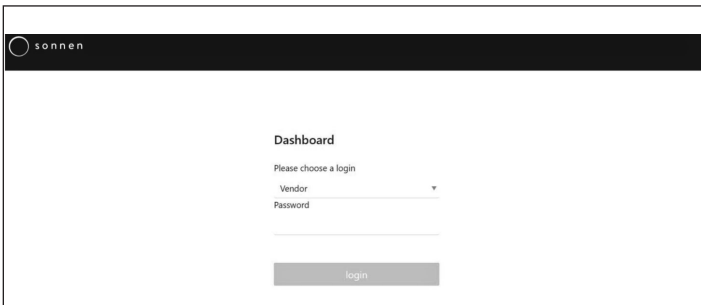 sonnen
Dashboard
Please choose a login
Vendor
Password
login